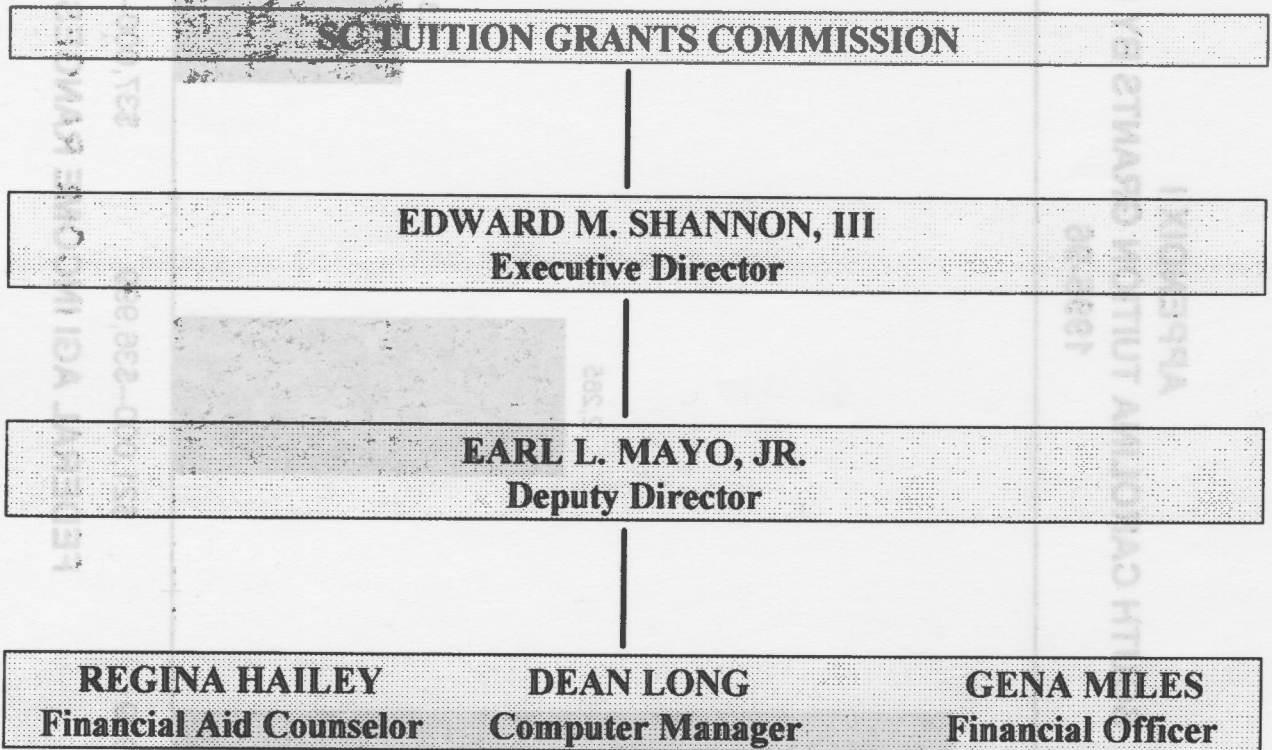 SC TUITION GRANTS COMMISSION
EDWARD M. SHANNON, III
Executive Director
EARL L. MAYO, JR.
Deputy Director
REGINA HAILEY DEAN LONG GENA MILES
Financial Aid Counselor Computer Manager Financial Officer